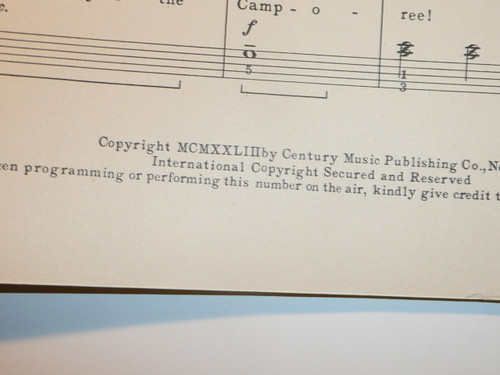 c. the Camp - o - ree!
f
5 1
3
Copyright MCMXXLIII by Century Music Publishing Co.,
International Copyright Secured and Reserved
programming or performing this number on the air, kindly give credit